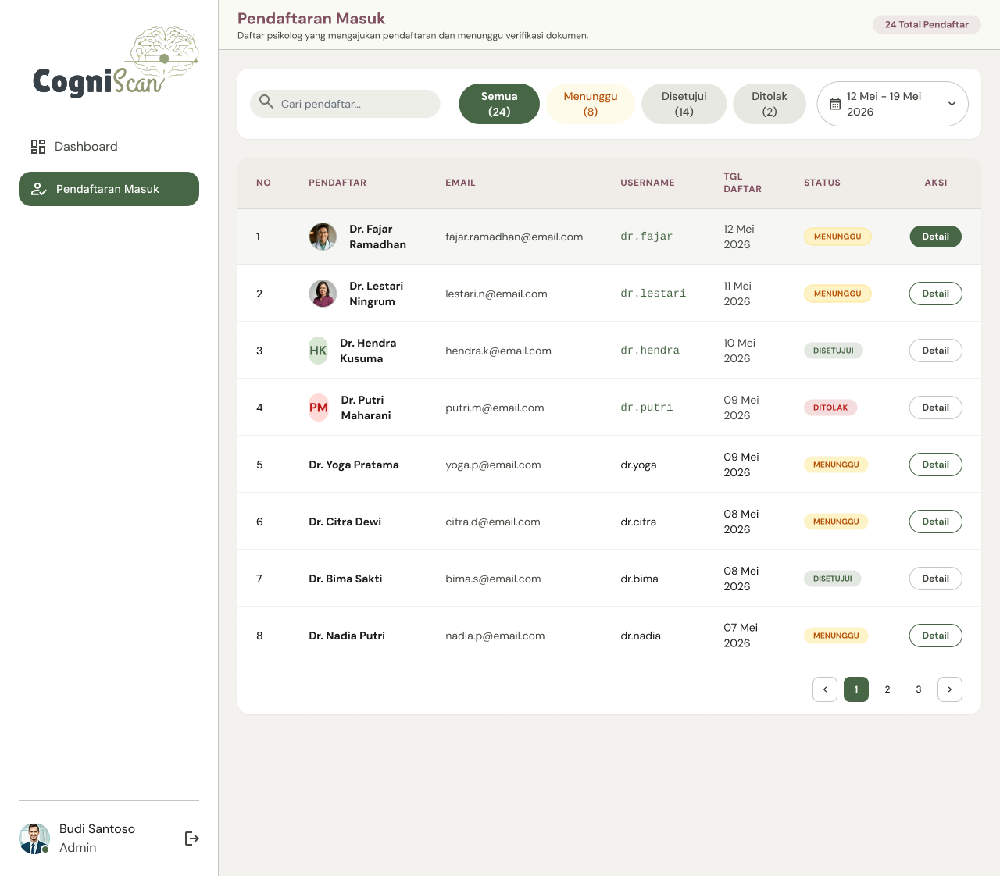 CogniScan
Dashboard
Pendaftaran Masuk
Budi Santoso
Admin
Pendaftaran Masuk
Daftar psikolog yang mengajukan pendaftaran dan menunggu verifikasi dokumen.
24 Total Pendaftar
Cari pendaftar...
Semua
(24)
Menunggu
(8)
Disetujui
(14)
Ditolak
(2)
12 Mei - 19 Mei
2026
NO PENDAFTAR EMAIL USERNAME TGL DAFTAR STATUS AKSI
1 Dr. Fajar Ramadhan fajar.ramadhan@email.com dr.fajar 12 Mei 2026 MENUNGGU Detail
2 Dr. Lestari Ningrum lestari.n@email.com dr.lestari 11 Mei 2026 MENUNGGU Detail
3 HK Dr. Hendra Kusuma hendra.k@email.com dr.hendra 10 Mei 2026 DISETUJUI Detail
4 PM Dr. Putri Maharani putri.m@email.com dr.putri 09 Mei 2026 DITOLAK Detail
5 Dr. Yoga Pratama yoga.p@email.com dr.yoga 09 Mei 2026 MENUNGGU Detail
6 Dr. Citra Dewi citra.d@email.com dr.citra 08 Mei 2026 MENUNGGU Detail
7 Dr. Bima Sakti bima.s@email.com dr.bima 08 Mei 2026 DISETUJUI Detail
8 Dr. Nadia Putri nadia.p@email.com dr.nadia 07 Mei 2026 MENUNGGU Detail
1 2 3